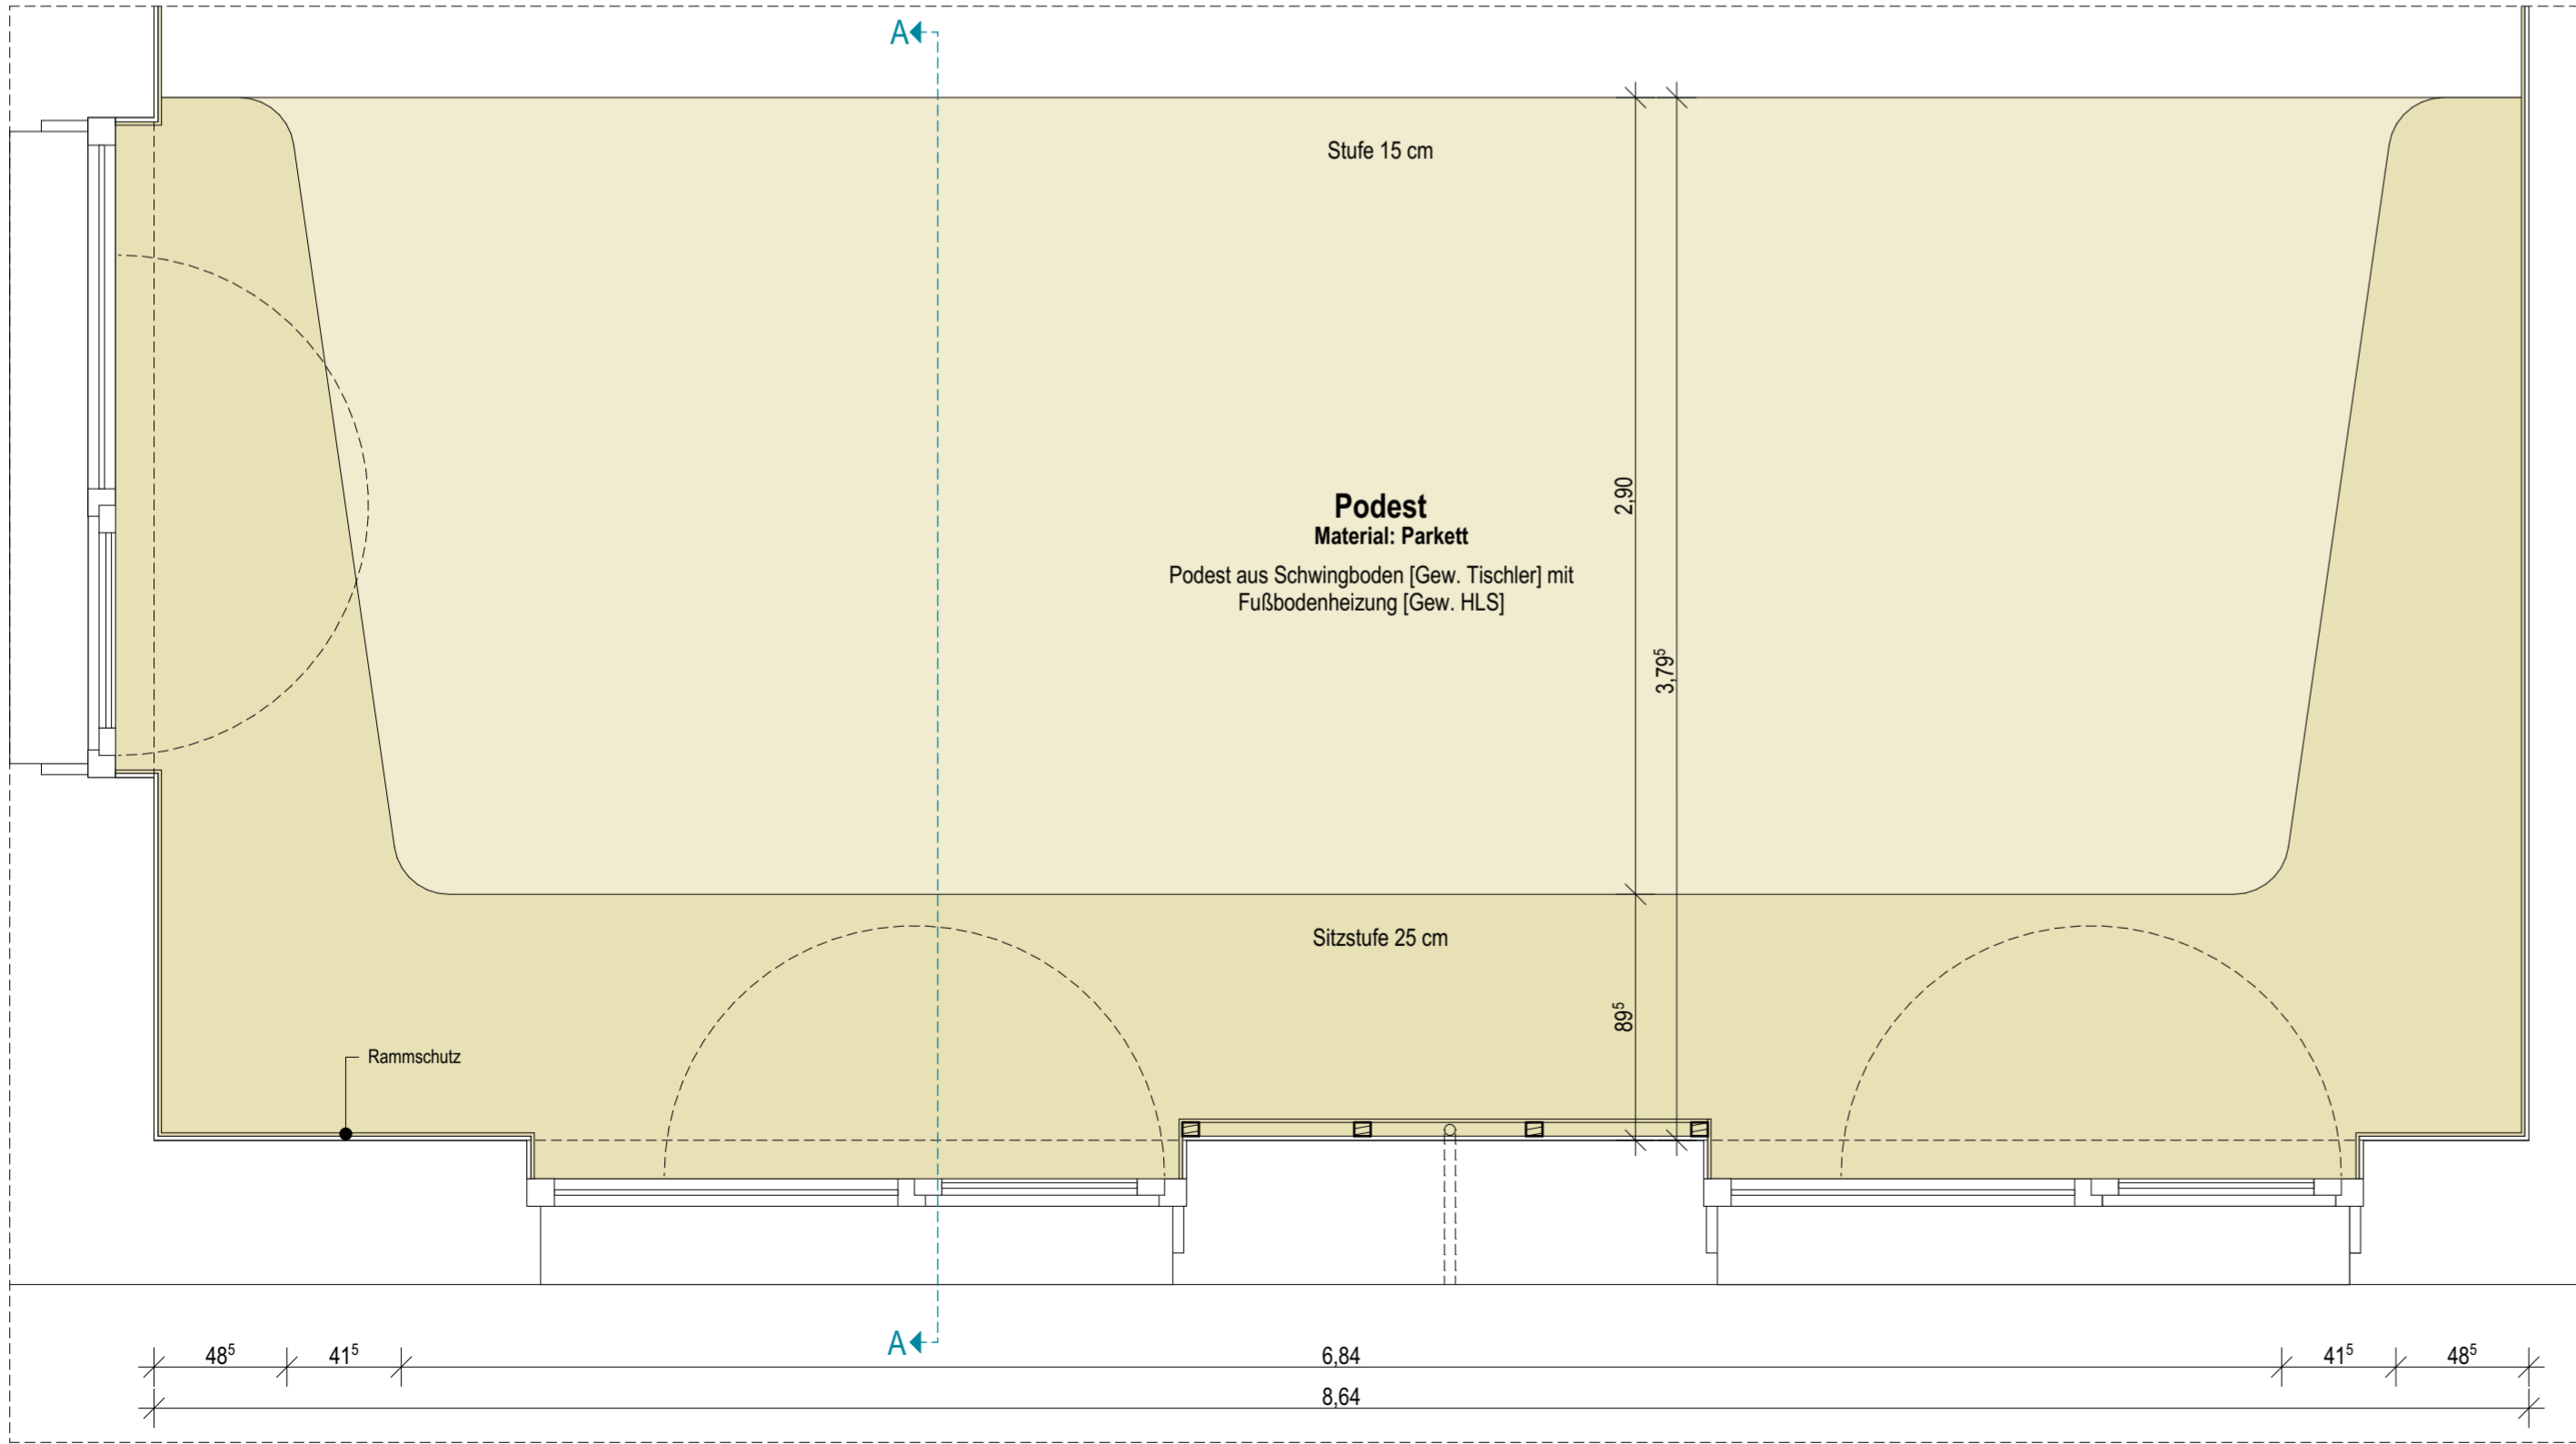 A
Stufe 15 cm
2,90
Podest
Material: Parkett
Podest aus Schwingboden [Gew. Tischler] mit
Fußbodenheizung [Gew. HLS]
3,79⁵
Sitzstufe 25 cm
89⁵
Rammschutz
A
48⁵ 41⁵ 6,84 41⁵ 48⁵
8,64